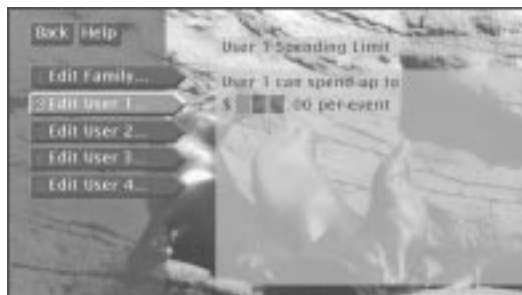 Back Help
User 1 Spending Limit
Edit Family...
User 1 can spend up to
Edit User 1
$ .00 per event
Edit User 2...
Edit User 3...
Edit User 4...